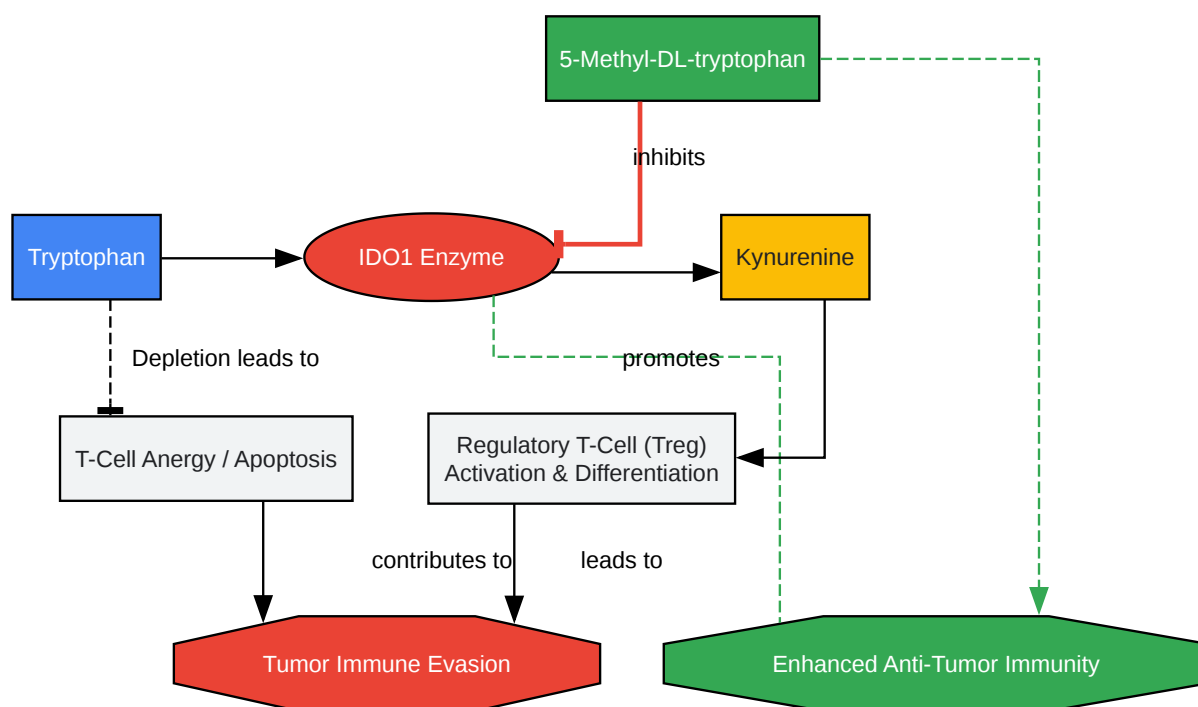 5-Methyl-DL-tryptophan
inhibits
Tryptophan
IDO1 Enzyme
Kynurenine
Depletion leads to
promotes
T-Cell Anergy / Apoptosis
Regulatory T-Cell (Treg)
Activation & Differentiation
contributes to
leads to
Tumor Immune Evasion
Enhanced Anti-Tumor Immunity